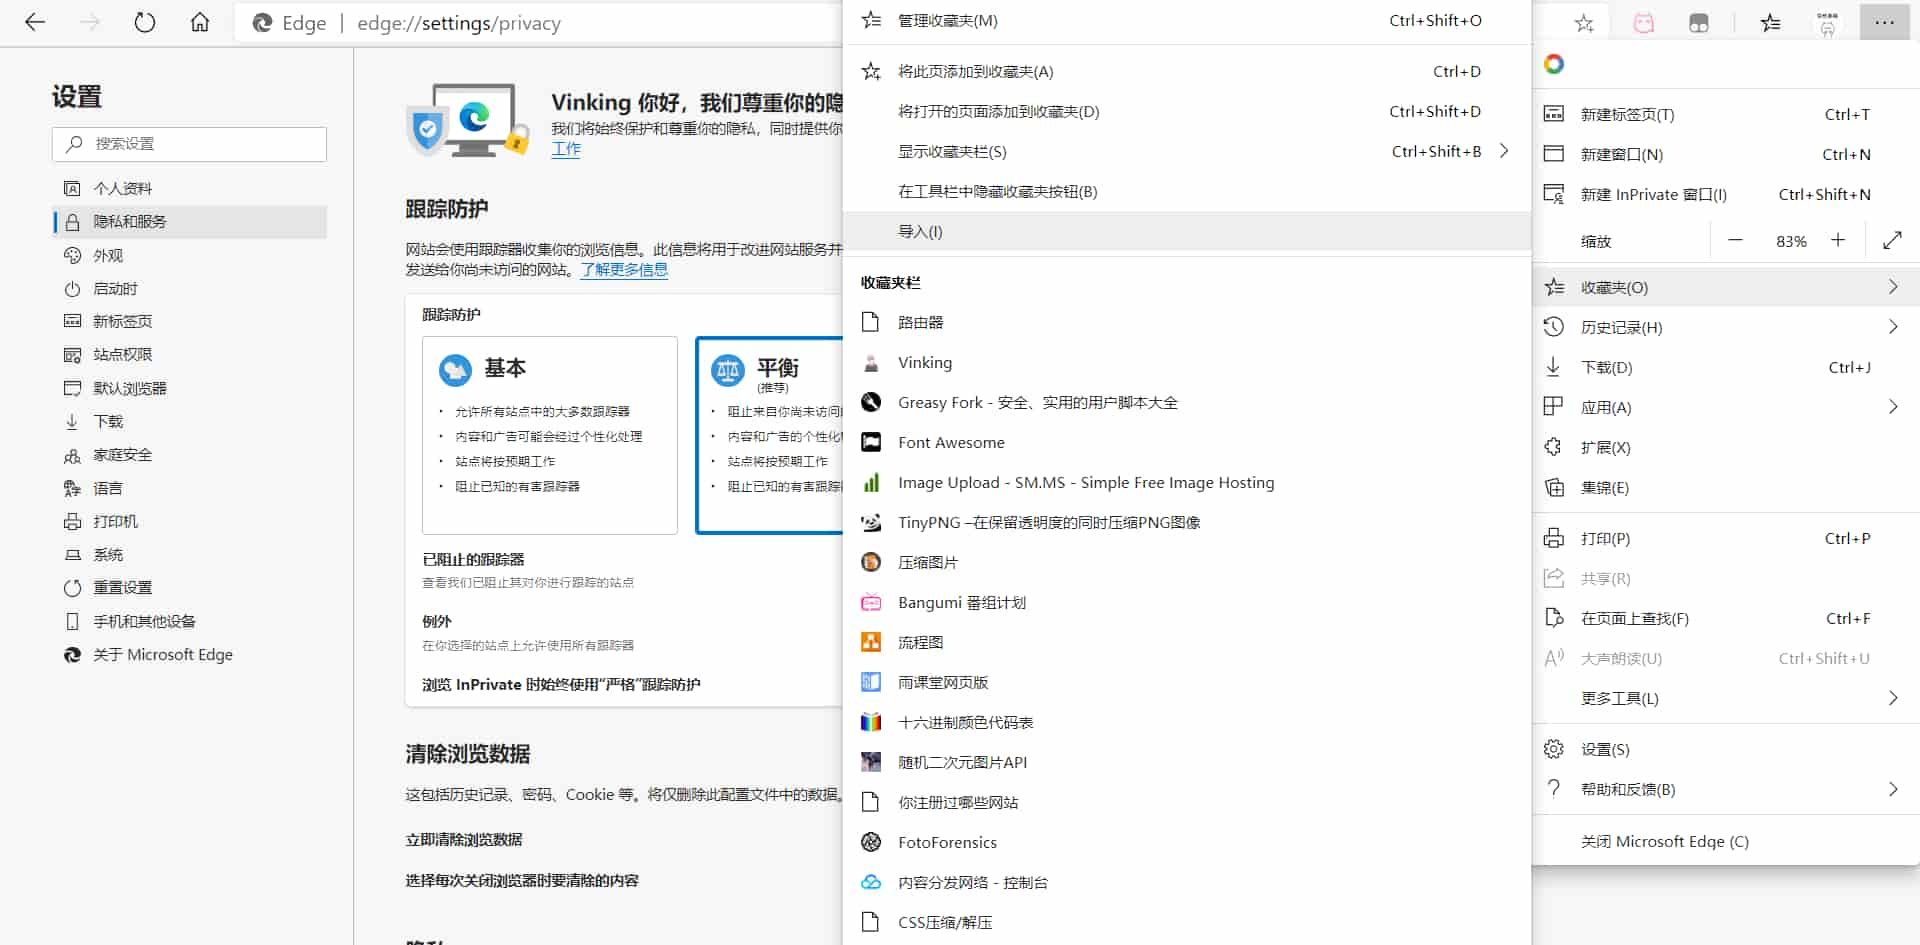 Edge | edge://settings/privacy
设置
搜索设置
个人资料
隐私和服务
外观
启动时
新标签页
站点权限
默认浏览器
下载
家庭安全
语言
打印机
系统
重置设置
手机和其他设备
关于 Microsoft Edge
Vinking 你好，我们尊重你的隐
我们将始终保护和尊重你的隐私，同时提供你
工作
跟踪防护
网站会使用跟踪器收集你的浏览信息。此信息将用于改进网站服务并
发送给你尚未访问的网站。了解更多信息
跟踪防护
基本
• 允许所有站点中的大多数跟踪器
• 内容和广告可能会经过个性化处理
• 站点将按预期工作
• 阻止已知的有害跟踪器
平衡
(推荐)
• 阻止来自你尚未访问
• 内容和广告的个性化
• 站点将按预期工作
• 阻止已知的有害跟踪
已阻止的跟踪器
查看我们已阻止其对你进行跟踪的站点
例外
在你选择的站点上允许使用所有跟踪器
浏览 InPrivate 时始终使用“严格”跟踪防护
清除浏览数据
这包括历史记录、密码、Cookie 等。将仅删除此配置文件中的数据。
立即清除浏览数据
选择每次关闭浏览器时要清除的内容
管理收藏夹(M) Ctrl+Shift+O
将此页添加到收藏夹(A) Ctrl+D
将打开的页面添加到收藏夹(D) Ctrl+Shift+D
显示收藏夹栏(S) Ctrl+Shift+B
在工具栏中隐藏收藏夹按钮(B)
导入(I)
收藏夹栏
路由器
Vinking
Greasy Fork - 安全、实用的用户脚本大全
Font Awesome
Image Upload - SM.MS - Simple Free Image Hosting
TinyPNG –在保留透明度的同时压缩PNG图像
压缩图片
Bangumi 番组计划
流程图
雨课堂网页版
十六进制颜色代码表
随机二次元图片API
你注册过哪些网站
FotoForensics
内容分发网络 - 控制台
CSS压缩/解压
新建标签页(T) Ctrl+T
新建窗口(N) Ctrl+N
新建 InPrivate 窗口(I) Ctrl+Shift+N
缩放 83%
收藏夹(O)
历史记录(H)
下载(D) Ctrl+J
应用(A)
扩展(X)
集锦(E)
打印(P) Ctrl+P
共享(R)
在页面上查找(F) Ctrl+F
大声朗读(U) Ctrl+Shift+U
更多工具(L)
设置(S)
帮助和反馈(B)
关闭 Microsoft Edge (C)